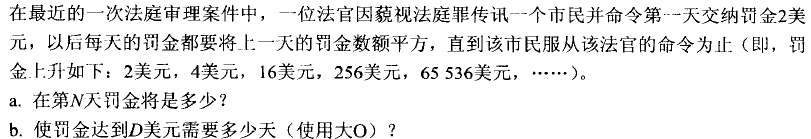 在最近的一次法庭审理案件中，一位法官因藐视法庭罪传讯一个市民并命令第一天交纳罚金2美
元，以后每天的罚金都要将上一天的罚金数额平方，直到该市民服从该法官的命令为止（即，罚
金上升如下：2美元，4美元，16美元，256美元，65 536美元，……）。
a. 在第N天罚金将是多少？
b. 使罚金达到D美元需要多少天（使用大O）？